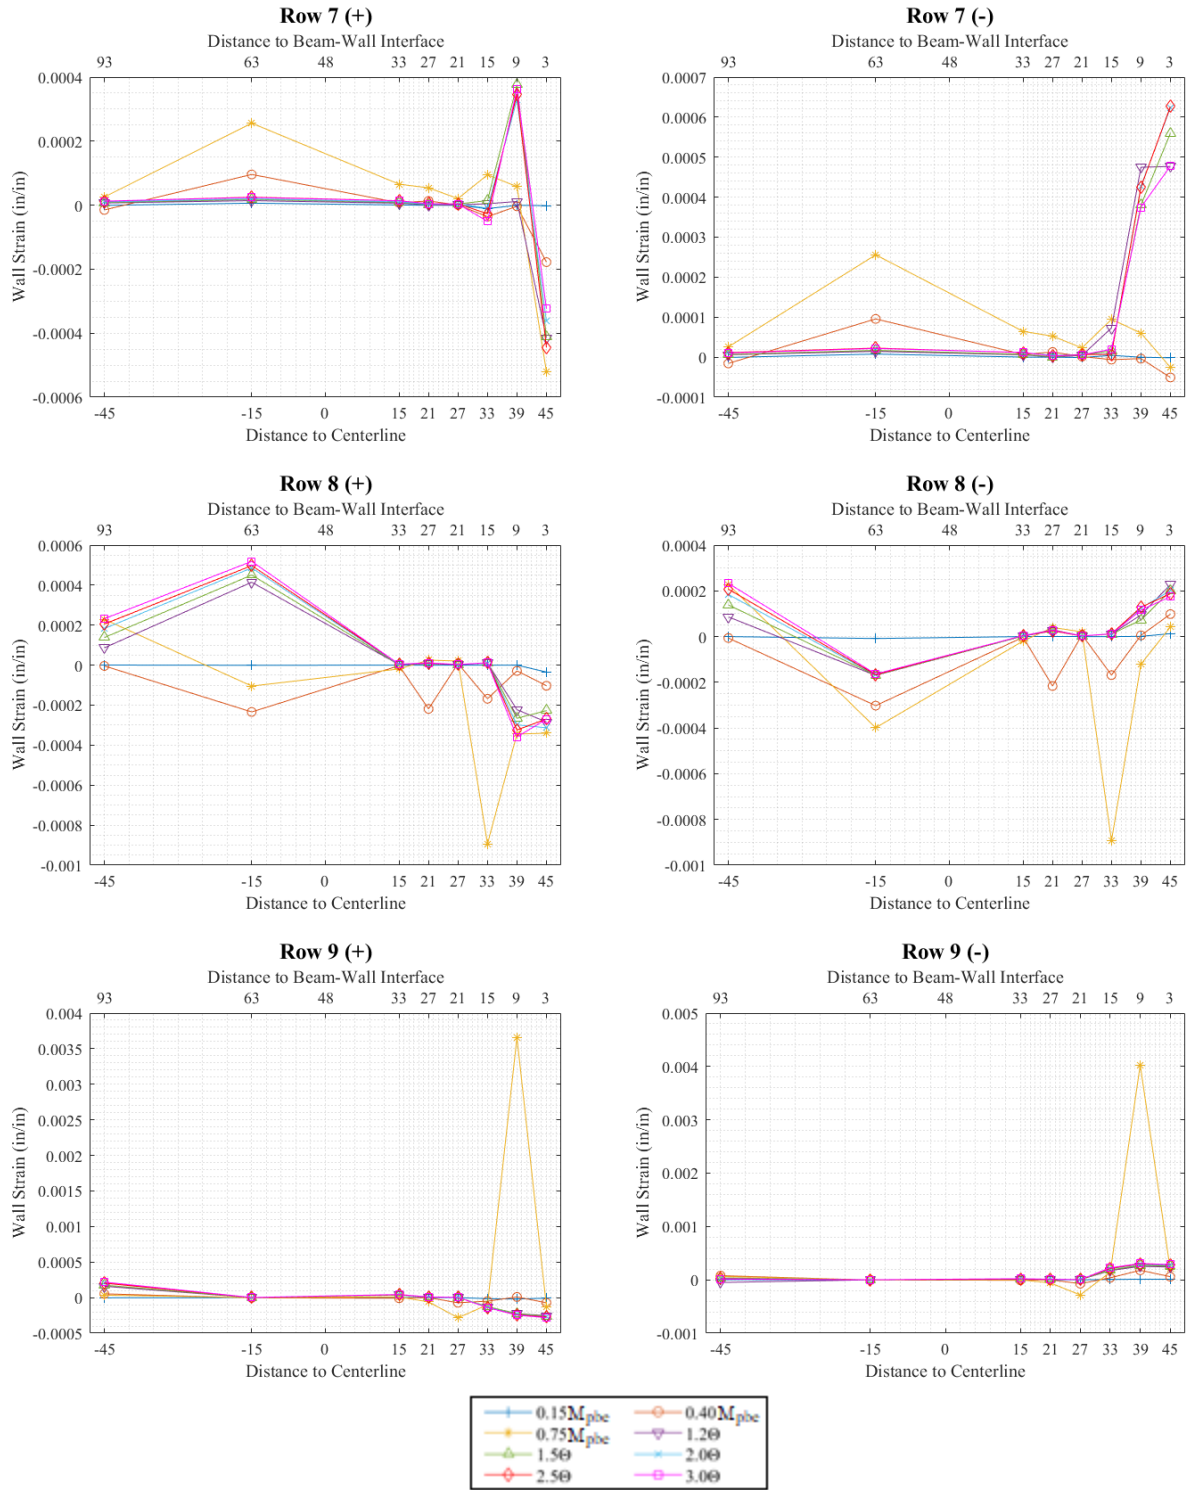 Row 7 (+)
Distance to Beam-Wall Interface
93 63 48 33 27 21 15 9 3
0.0004
0.0002
0
-0.0002
-0.0004
-0.0006
Wall Strain (in/in)
-45 -15 0 15 21 27 33 39 45
Distance to Centerline
Row 7 (-)
Distance to Beam-Wall Interface
93 63 48 33 27 21 15 9 3
0.0007
0.0006
0.0005
0.0004
0.0003
0.0002
0.0001
0
-0.0001
Wall Strain (in/in)
-45 -15 0 15 21 27 33 39 45
Distance to Centerline
Row 8 (+)
Distance to Beam-Wall Interface
93 63 48 33 27 21 15 9 3
0.0006
0.0004
0.0002
0
-0.0002
-0.0004
-0.0006
-0.0008
-0.001
Wall Strain (in/in)
-45 -15 0 15 21 27 33 39 45
Distance to Centerline
Row 8 (-)
Distance to Beam-Wall Interface
93 63 48 33 27 21 15 9 3
0.0004
0.0002
0
-0.0002
-0.0004
-0.0006
-0.0008
-0.001
Wall Strain (in/in)
-45 -15 0 15 21 27 33 39 45
Distance to Centerline
Row 9 (+)
Distance to Beam-Wall Interface
93 63 48 33 27 21 15 9 3
0.004
0.0035
0.003
0.0025
0.002
0.0015
0.001
0.0005
0
-0.0005
Wall Strain (in/in)
-45 -15 0 15 21 27 33 39 45
Distance to Centerline
Row 9 (-)
Distance to Beam-Wall Interface
93 63 48 33 27 21 15 9 3
0.005
0.004
0.003
0.002
0.001
0
-0.001
Wall Strain (in/in)
-45 -15 0 15 21 27 33 39 45
Distance to Centerline
0.15Mpbe 0.40Mpbe
0.75Mpbe 1.2Θ
1.5Θ 2.0Θ
2.5Θ 3.0Θ